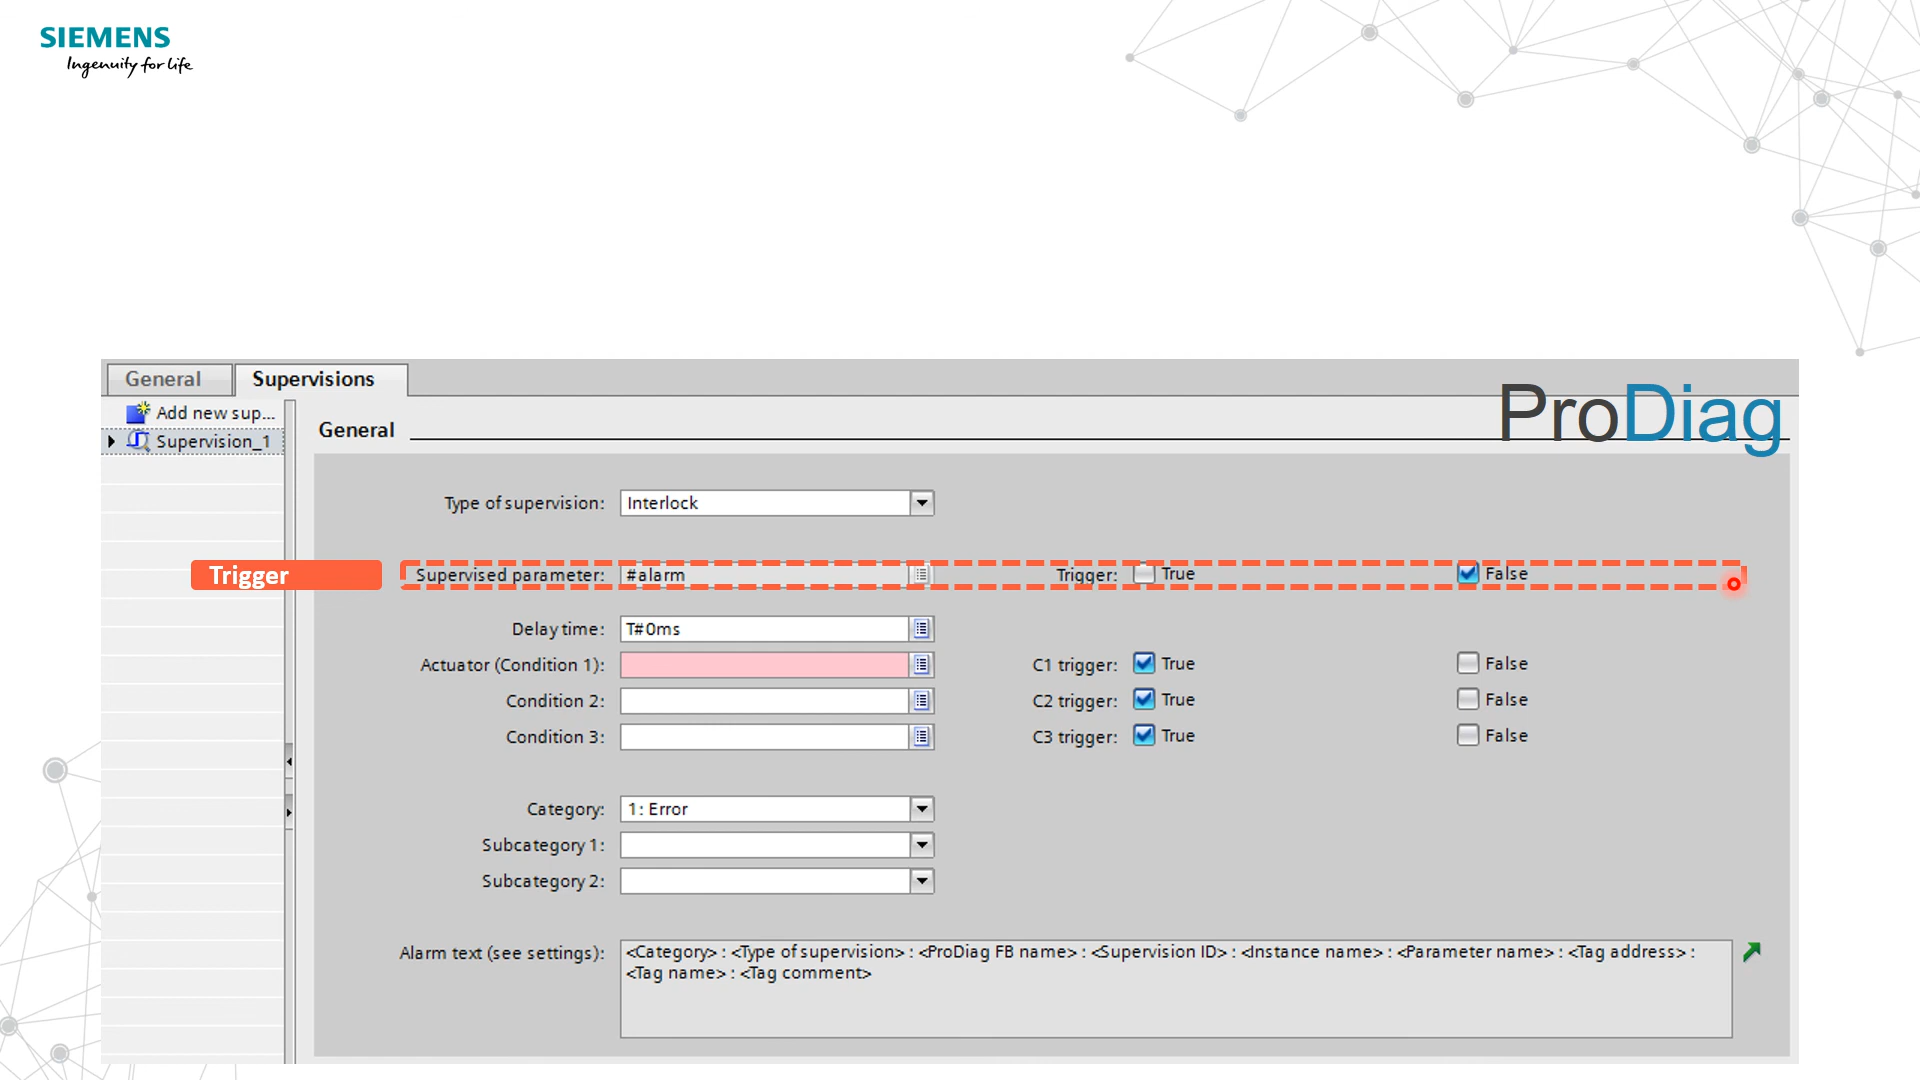 SIEMENS
Ingenuity for life
General Supervisions
ProDiag
Add new sup...
Supervision_1
General
Type of supervision: Interlock
Trigger
Supervised parameter: #alarm Trigger: True False
Delay time: T#0ms
Actuator (Condition 1): C1 trigger: True False
Condition 2: C2 trigger: True False
Condition 3: C3 trigger: True False
Category: 1: Error
Subcategory 1:
Subcategory 2:
Alarm text (see settings): <Category> : <Type of supervision> : <ProDiag FB name> : <Supervision ID> : <Instance name> : <Parameter name> : <Tag address> :
<Tag name> : <Tag comment>